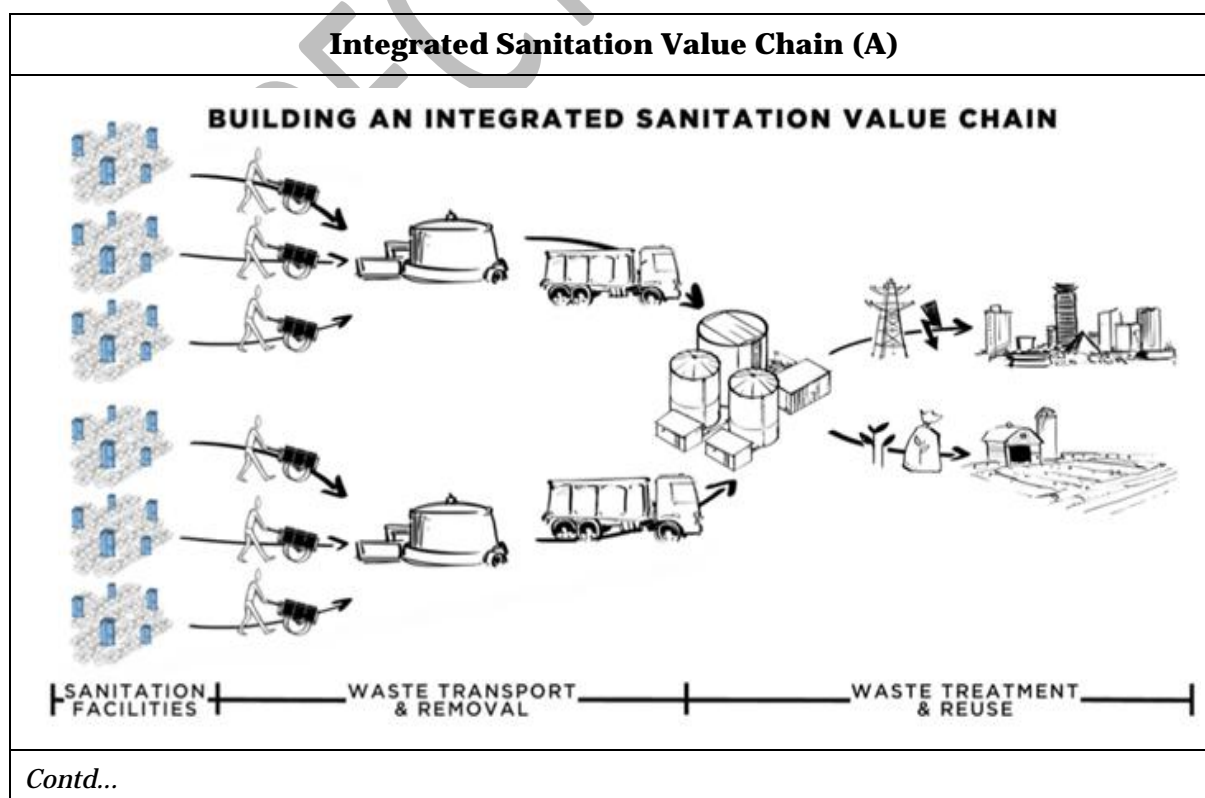 Integrated Sanitation Value Chain (A)
BUILDING AN INTEGRATED SANITATION VALUE CHAIN
SANITATION
FACILITIES
WASTE TRANSPORT
& REMOVAL
WASTE TREATMENT
& REUSE
Contd...